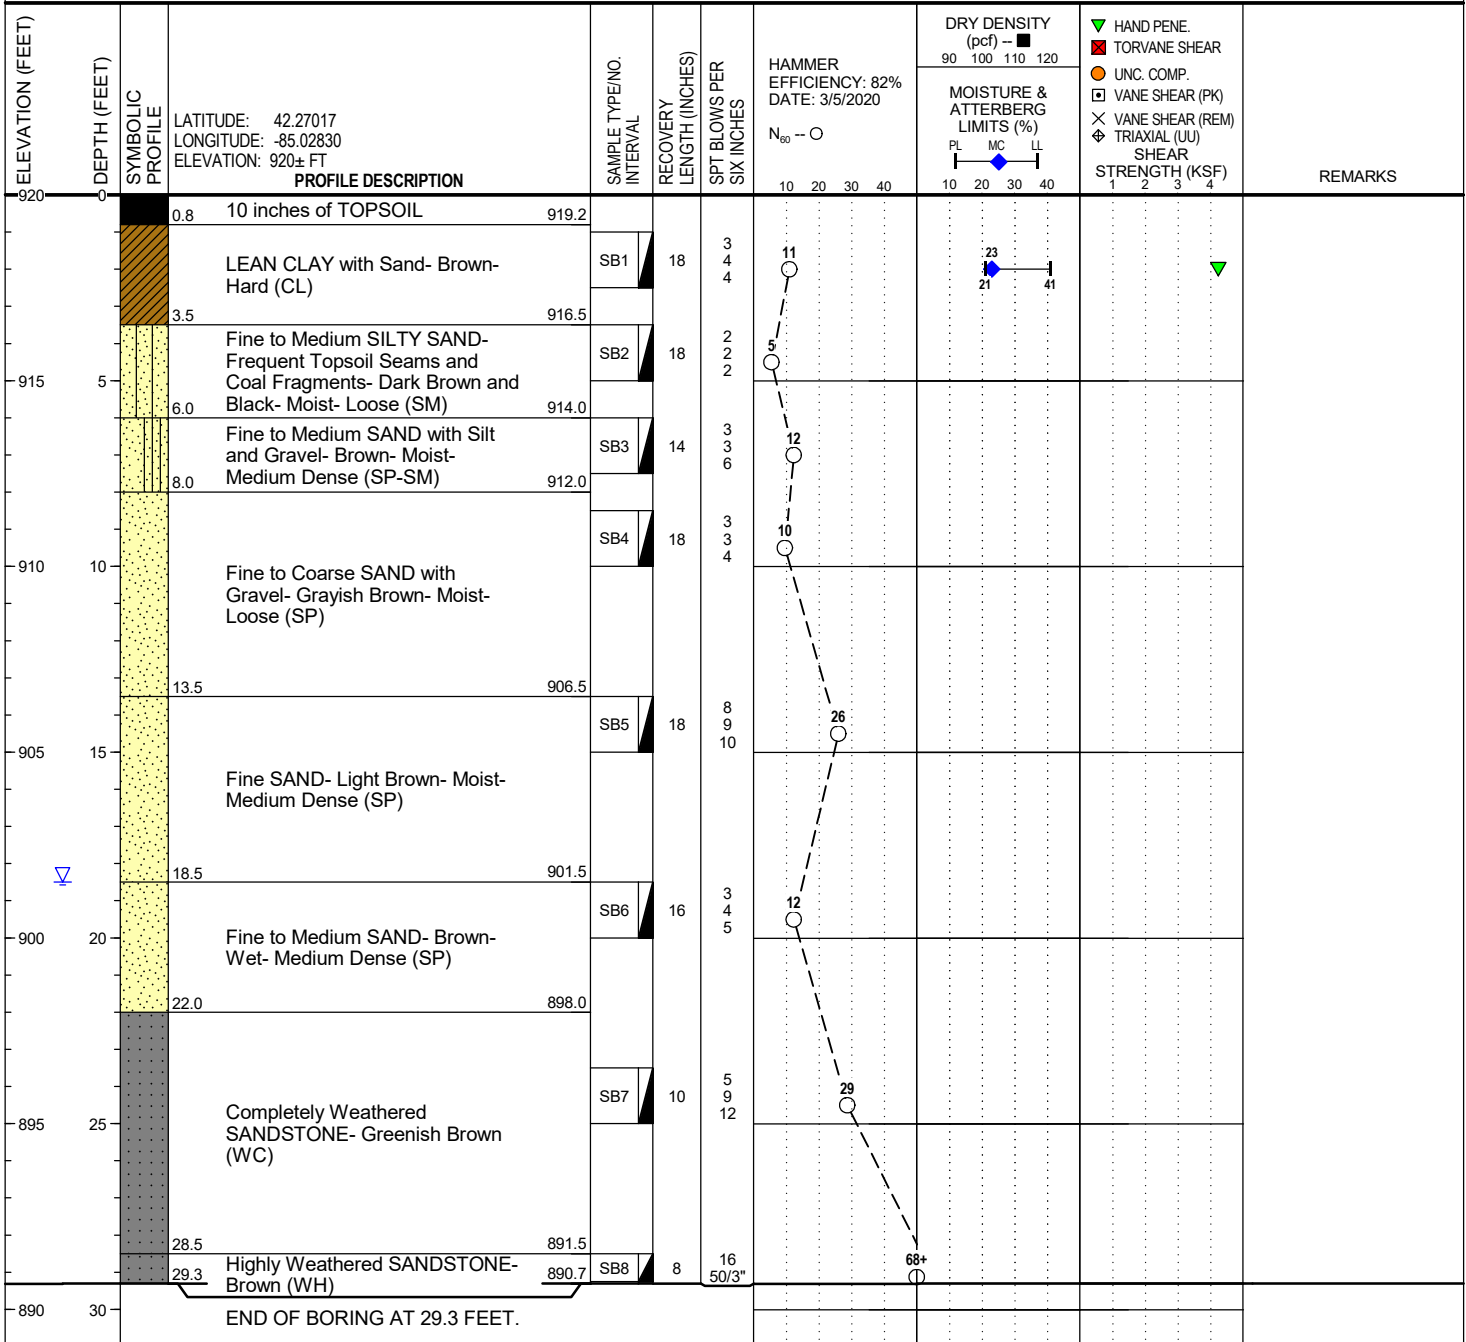 ELEVATION (FEET)
DEPTH (FEET)
SYMBOLIC
PROFILE
LATITUDE: 42.27017
LONGITUDE: -85.02830
ELEVATION: 920± FT
PROFILE DESCRIPTION
SAMPLE TYPE/NO.
INTERVAL
RECOVERY
LENGTH (INCHES)
SPT BLOWS PER
SIX INCHES
HAMMER
EFFICIENCY: 82%
DATE: 3/5/2020
N60 -- 
10 20 30 40
DRY DENSITY
(pcf) -- ■
90 100 110 120
MOISTURE &
ATTERBERG
LIMITS (%)
PL MC LL
10 20 30 40
HAND PENE.
TORVANE SHEAR
UNC. COMP.
VANE SHEAR (PK)
VANE SHEAR (REM)
TRIAXIAL (UU)
SHEAR
STRENGTH (KSF)
1 2 3 4
REMARKS
920 0
0.8 10 inches of TOPSOIL 919.2
LEAN CLAY with Sand- Brown-
Hard (CL)
3.5 916.5
SB1 18
3
4
4
11
23
21 41
Fine to Medium SILTY SAND-
Frequent Topsoil Seams and
Coal Fragments- Dark Brown and
Black- Moist- Loose (SM)
6.0 914.0
SB2 18
2
2
2
5
915 5
Fine to Medium SAND with Silt
and Gravel- Brown- Moist-
Medium Dense (SP-SM)
8.0 912.0
SB3 14
3
3
6
12
Fine to Coarse SAND with
Gravel- Grayish Brown- Moist-
Loose (SP)
13.5 906.5
SB4 18
3
3
4
10
910 10
Fine SAND- Light Brown- Moist-
Medium Dense (SP)
18.5 901.5
SB5 18
8
9
10
26
905 15
Fine to Medium SAND- Brown-
Wet- Medium Dense (SP)
22.0 898.0
SB6 16
3
4
5
12
900 20
Completely Weathered
SANDSTONE- Greenish Brown
(WC)
28.5 891.5
SB7 10
5
9
12
29
895 25
Highly Weathered SANDSTONE-
Brown (WH)
29.3 890.7
SB8 8
16
50/3"
68+
890 30
END OF BORING AT 29.3 FEET.